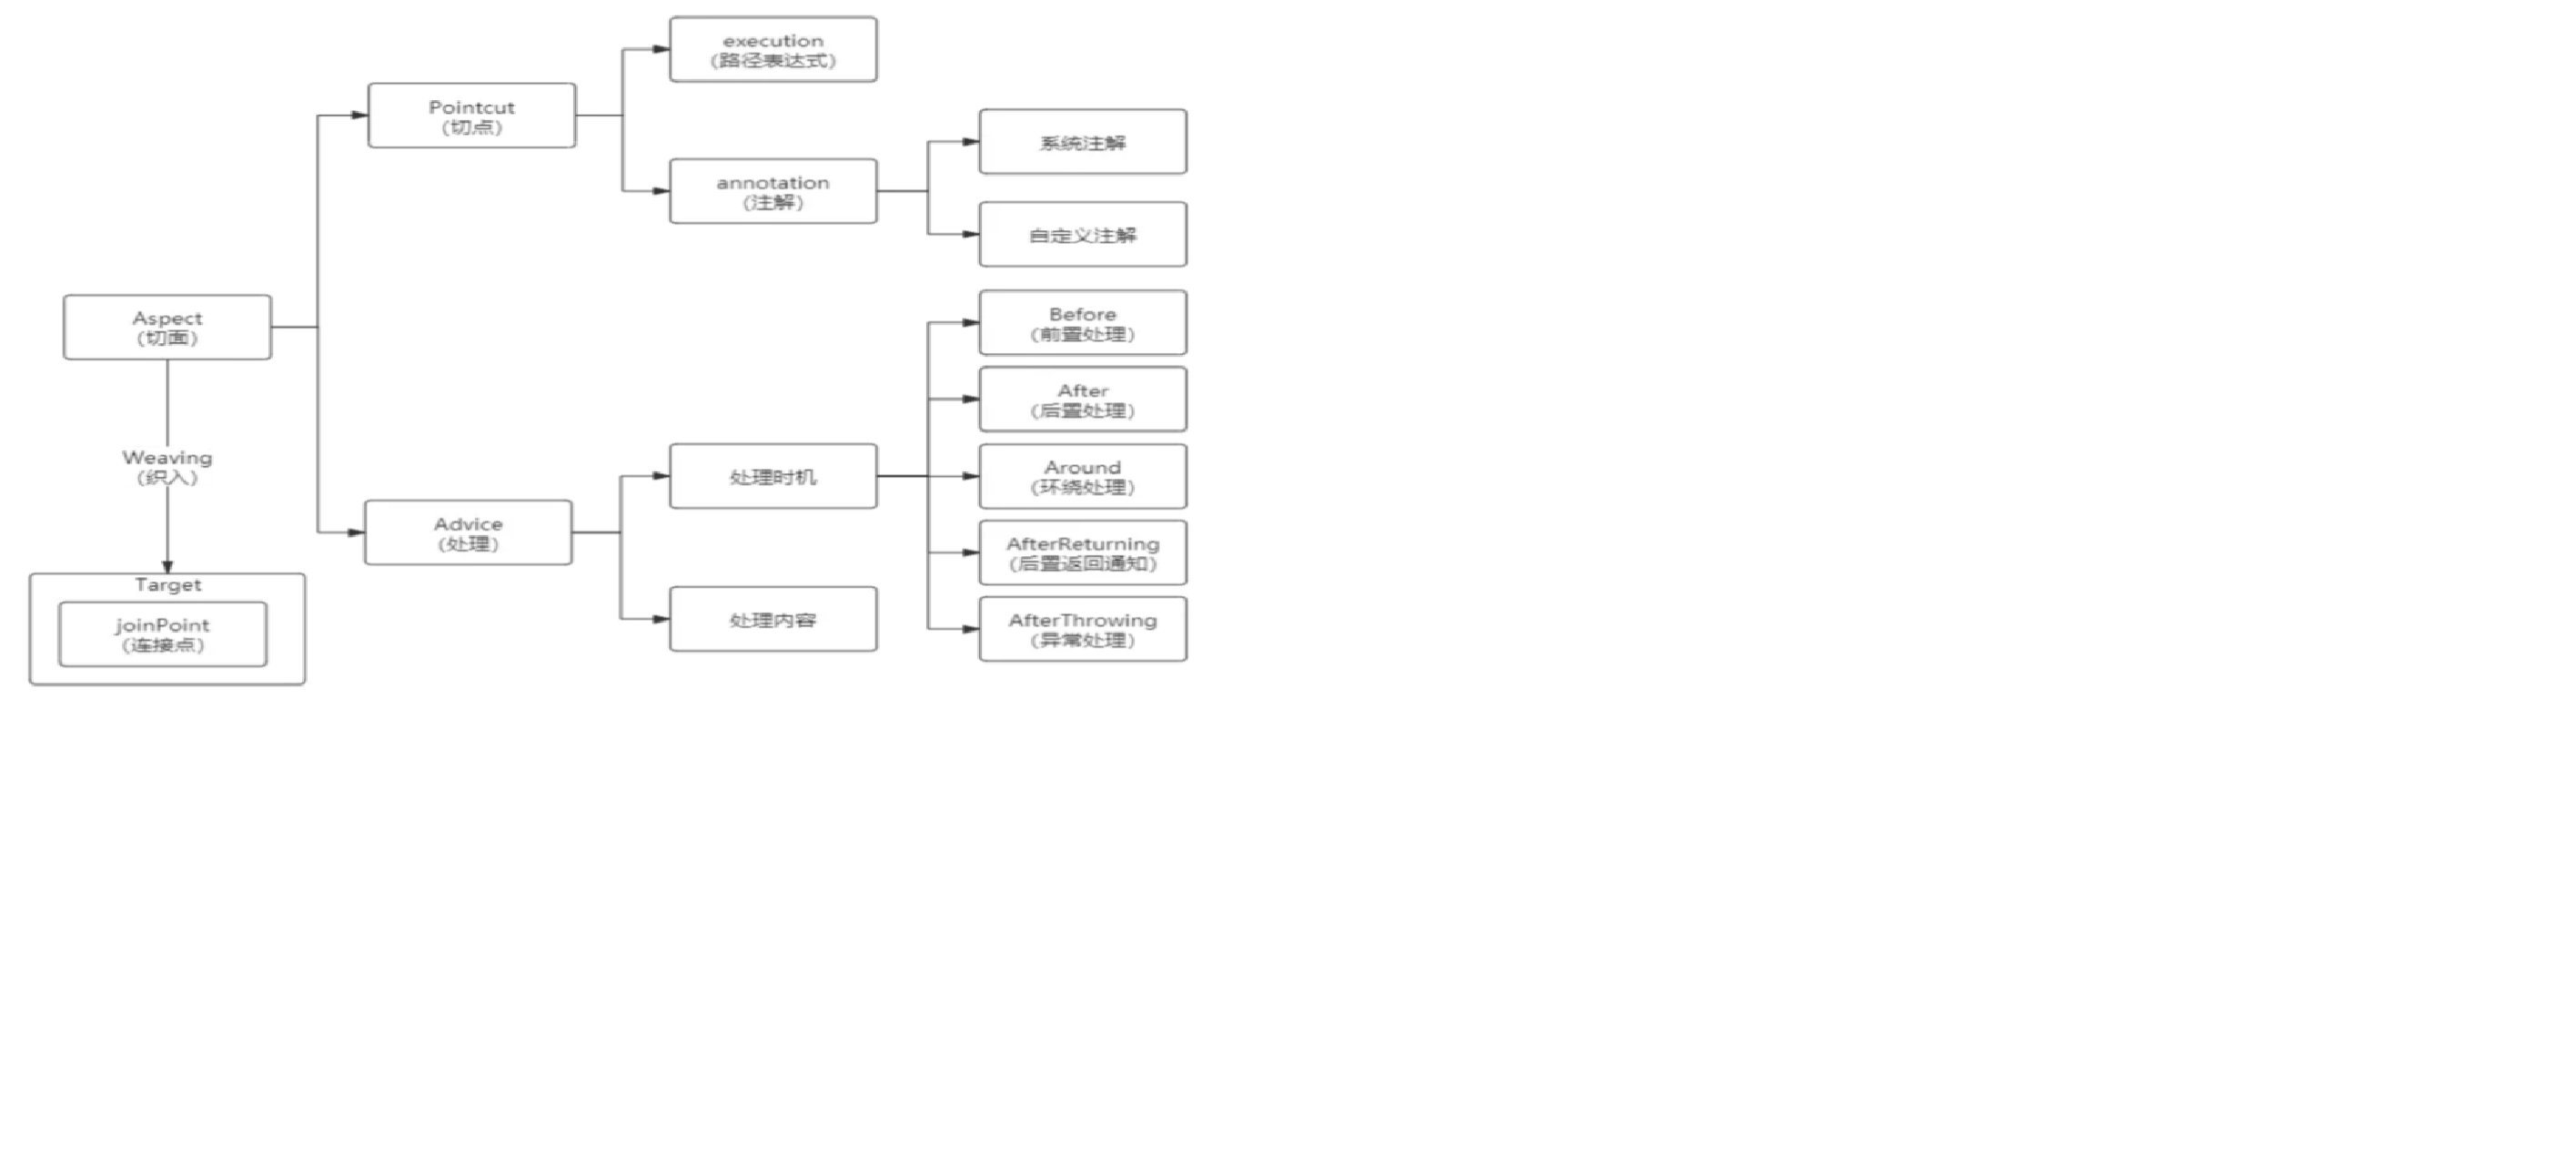 execution
(路径表达式)
Pointcut
(切点)
annotation
(注解)
系统注解
自定义注解
Aspect
(切面)
Weaving
(织入)
Target
joinPoint
(连接点)
Advice
(处理)
处理时机
处理内容
Before
(前置处理)
After
(后置处理)
Around
(环绕处理)
AfterReturning
(后置返回通知)
AfterThrowing
(异常处理)